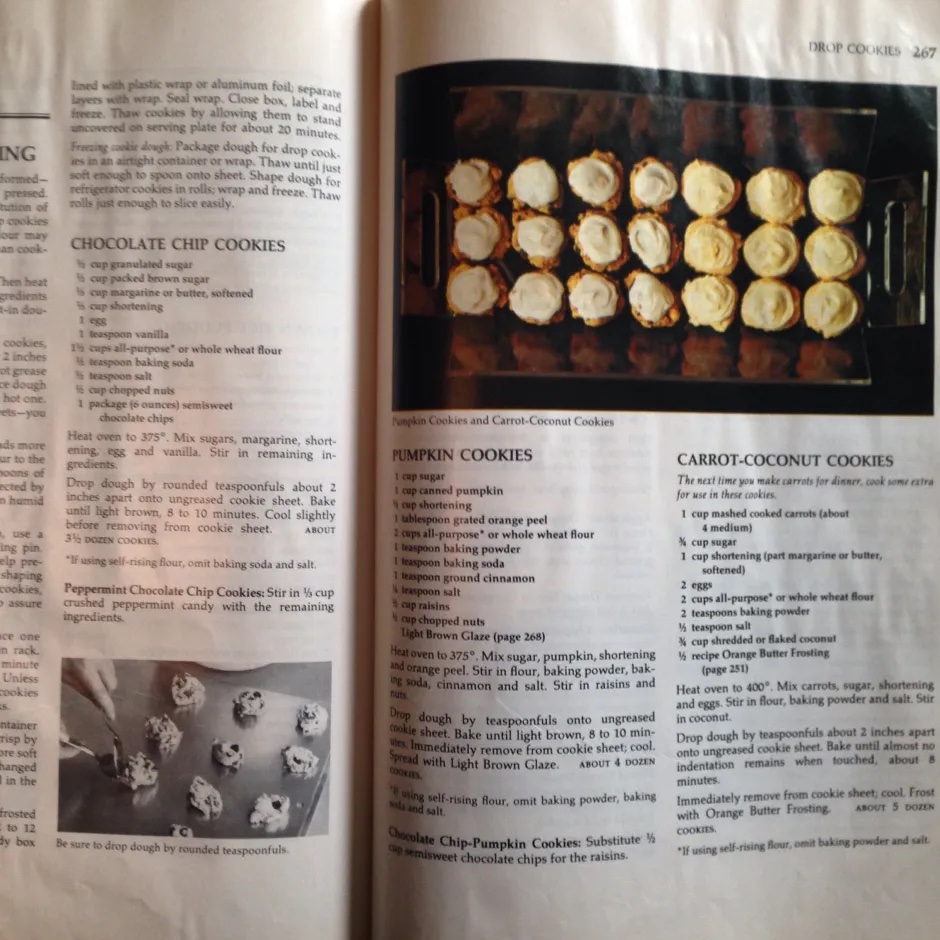 ING
formed—
pressed.
tution of
cookies
our may
an cook-
hen heat
gredients
t-in dou-
cookies,
2 inches
ot grease
ce dough
hot one.
ets—you
ds more
ur to the
poons of
ected by
n humid
use a
ing pin.
elp pre-
shaping
cookies,
o assure
ace one
n rack.
minute
Unless
cookies
s.
ntainer
risp by
ore soft
hanged
l in the
frosted
to 12
dy box
lined with plastic wrap or aluminum foil; separate
layers with wrap. Seal wrap. Close box, label and
freeze. Thaw cookies by allowing them to stand
uncovered on serving plate for about 20 minutes.
Freezing cookie dough: Package dough for drop cook-
ies in an airtight container or wrap. Thaw until just
soft enough to spoon onto sheet. Shape dough for
refrigerator cookies in rolls; wrap and freeze. Thaw
rolls just enough to slice easily.
CHOCOLATE CHIP COOKIES
cup granulated sugar
cup packed brown sugar
cup margarine or butter, softened
cup shortening
1 egg
1 teaspoon vanilla
1½ cups all-purpose* or whole wheat flour
½ teaspoon baking soda
½ teaspoon salt
½ cup chopped nuts
1 package (6 ounces) semisweet
chocolate chips
Heat oven to 375°. Mix sugars, margarine, short-
ening, egg and vanilla. Stir in remaining in-
gredients.
Drop dough by rounded teaspoonfuls about 2
inches apart onto ungreased cookie sheet. Bake
until light brown, 8 to 10 minutes. Cool slightly
before removing from cookie sheet. ABOUT
3½ DOZEN COOKIES.
*If using self-rising flour, omit baking soda and salt.
Peppermint Chocolate Chip Cookies: Stir in ⅓ cup
crushed peppermint candy with the remaining
ingredients.
Be sure to drop dough by rounded teaspoonfuls.
DROP COOKIES 267
Pumpkin Cookies and Carrot-Coconut Cookies
PUMPKIN COOKIES
1 cup sugar
1 cup canned pumpkin
½ cup shortening
1 tablespoon grated orange peel
2 cups all-purpose* or whole wheat flour
1 teaspoon baking powder
1 teaspoon baking soda
1 teaspoon ground cinnamon
¼ teaspoon salt
½ cup raisins
½ cup chopped nuts
Light Brown Glaze (page 268)
Heat oven to 375°. Mix sugar, pumpkin, shortening
and orange peel. Stir in flour, baking powder, bak-
ing soda, cinnamon and salt. Stir in raisins and
nuts.
Drop dough by teaspoonfuls onto ungreased
cookie sheet. Bake until light brown, 8 to 10 min-
utes. Immediately remove from cookie sheet; cool.
Spread with Light Brown Glaze. ABOUT 4 DOZEN
COOKIES.
*If using self-rising flour, omit baking powder, baking
soda and salt.
Chocolate Chip-Pumpkin Cookies: Substitute ½
cup semisweet chocolate chips for the raisins.
CARROT-COCONUT COOKIES
The next time you make carrots for dinner, cook some extra
for use in these cookies.
1 cup mashed cooked carrots (about
4 medium)
¾ cup sugar
1 cup shortening (part margarine or butter,
softened)
2 eggs
2 cups all-purpose* or whole wheat flour
2 teaspoons baking powder
½ teaspoon salt
¾ cup shredded or flaked coconut
½ recipe Orange Butter Frosting
(page 251)
Heat oven to 400°. Mix carrots, sugar, shortening
and eggs. Stir in flour, baking powder and salt. Stir
in coconut.
Drop dough by teaspoonfuls about 2 inches apart
onto ungreased cookie sheet. Bake until almost no
indentation remains when touched, about 8
minutes.
Immediately remove from cookie sheet; cool. Frost
with Orange Butter Frosting. ABOUT 5 DOZEN
COOKIES.
*If using self-rising flour, omit baking powder and salt.